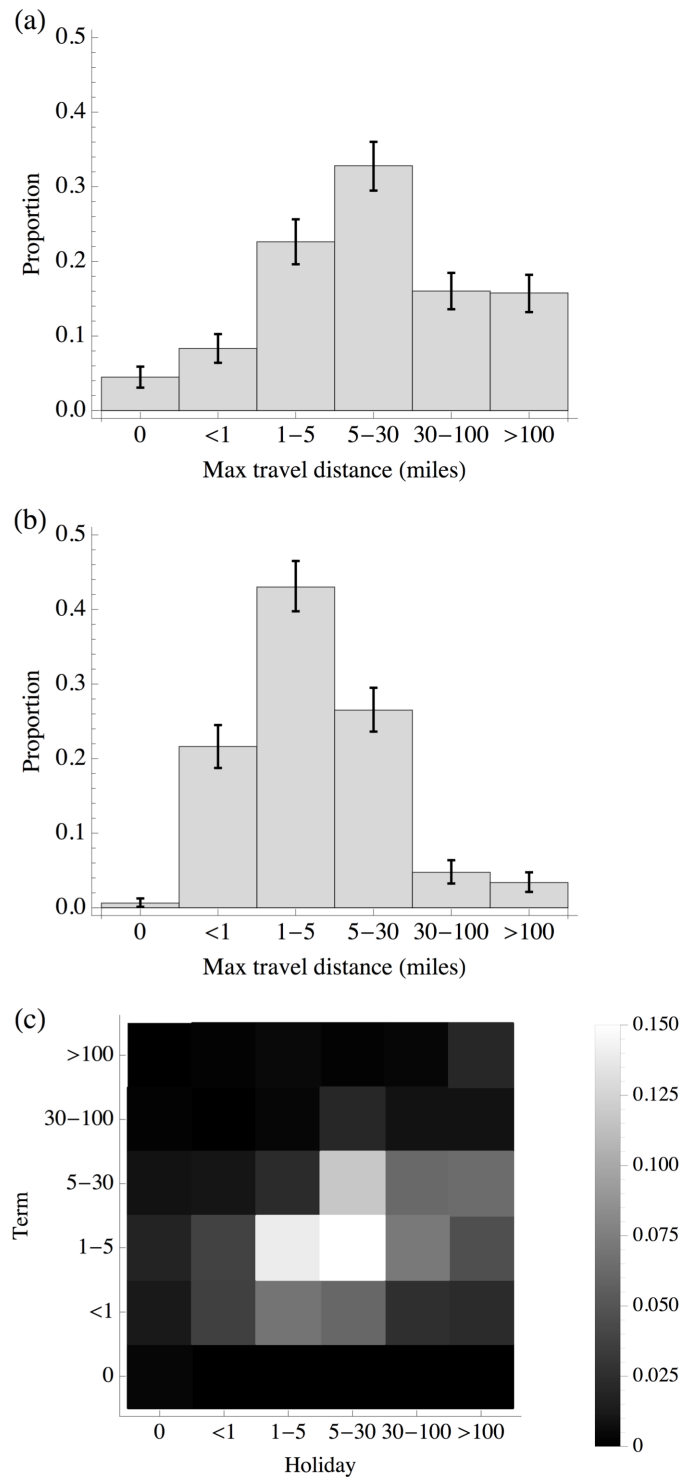 (a)
0.5
0.4
0.3
0.2
0.1
0.0
Proportion
0 <1 1–5 5–30 30–100 >100
Max travel distance (miles)
(b)
0.5
0.4
0.3
0.2
0.1
0.0
Proportion
0 <1 1–5 5–30 30–100 >100
Max travel distance (miles)
(c)
>100
30–100
5–30
1–5
<1
0
Term
0 <1 1–5 5–30 30–100 >100
Holiday
0.150
0.125
0.100
0.075
0.050
0.025
0